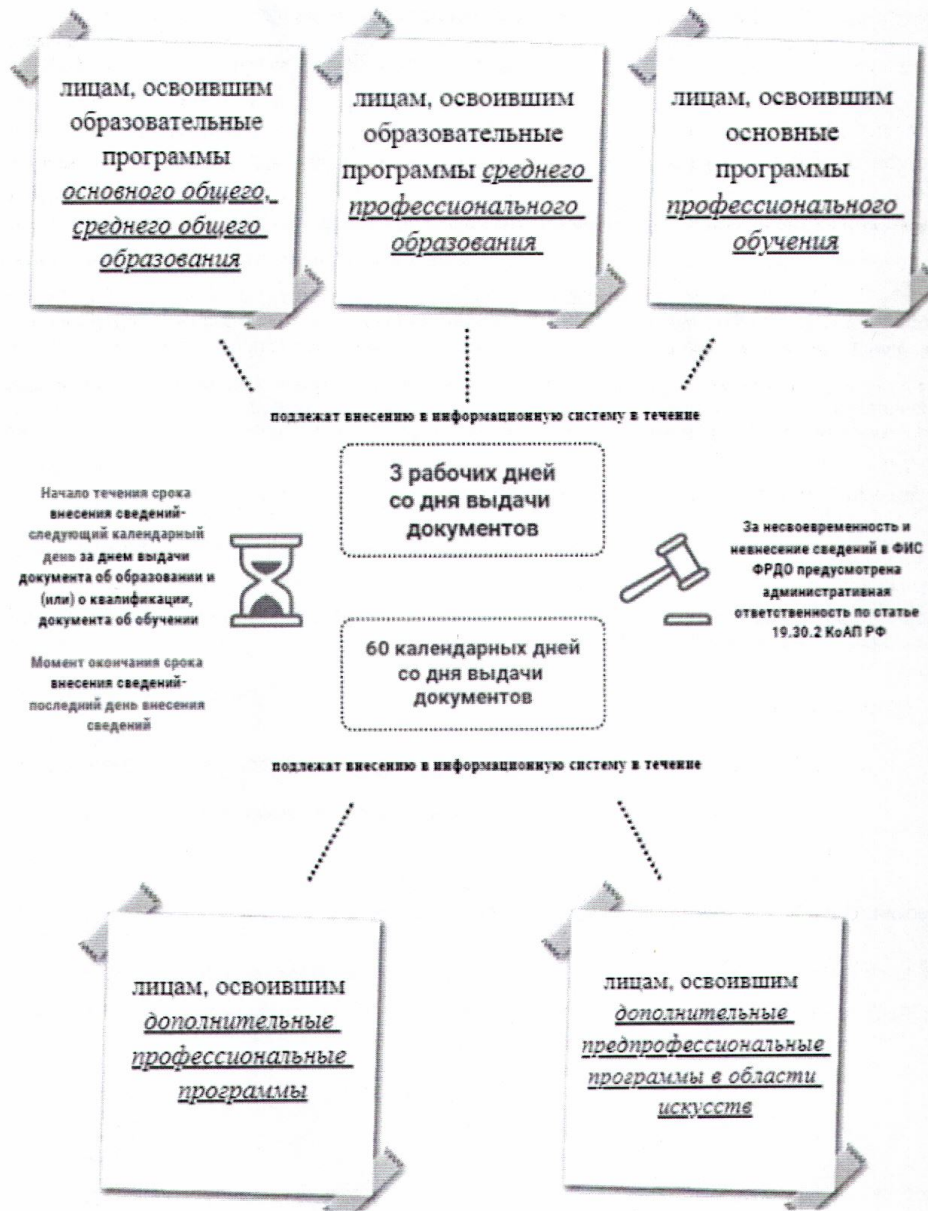 лицам, освоившим
образовательные
программы
основного общего,
среднего общего
образования
лицам, освоившим
образовательные
программы среднего
профессионального
образования
лицам, освоившим
основные
программы
профессионального
обучения
подлежат внесению в информационную систему в течение
3 рабочих дней
со дня выдачи
документов
Начало течения срока
внесения сведений-
следующий календарный
день за днем выдачи
документа об образовании и
(или) о квалификации,
документа об обучении
Момент окончания срока
внесения сведений-
последний день внесения
сведений
За несвоевременность и
невнесение сведений в ФИС
ФРДО предусмотрена
административная
ответственность по статье
19.30.2 КоАП РФ
60 календарных дней
со дня выдачи
документов
подлежат внесению в информационную систему в течение
лицам, освоившим
дополнительные
профессиональные
программы
лицам, освоившим
дополнительные
предпрофессиональные
программы в области
искусств